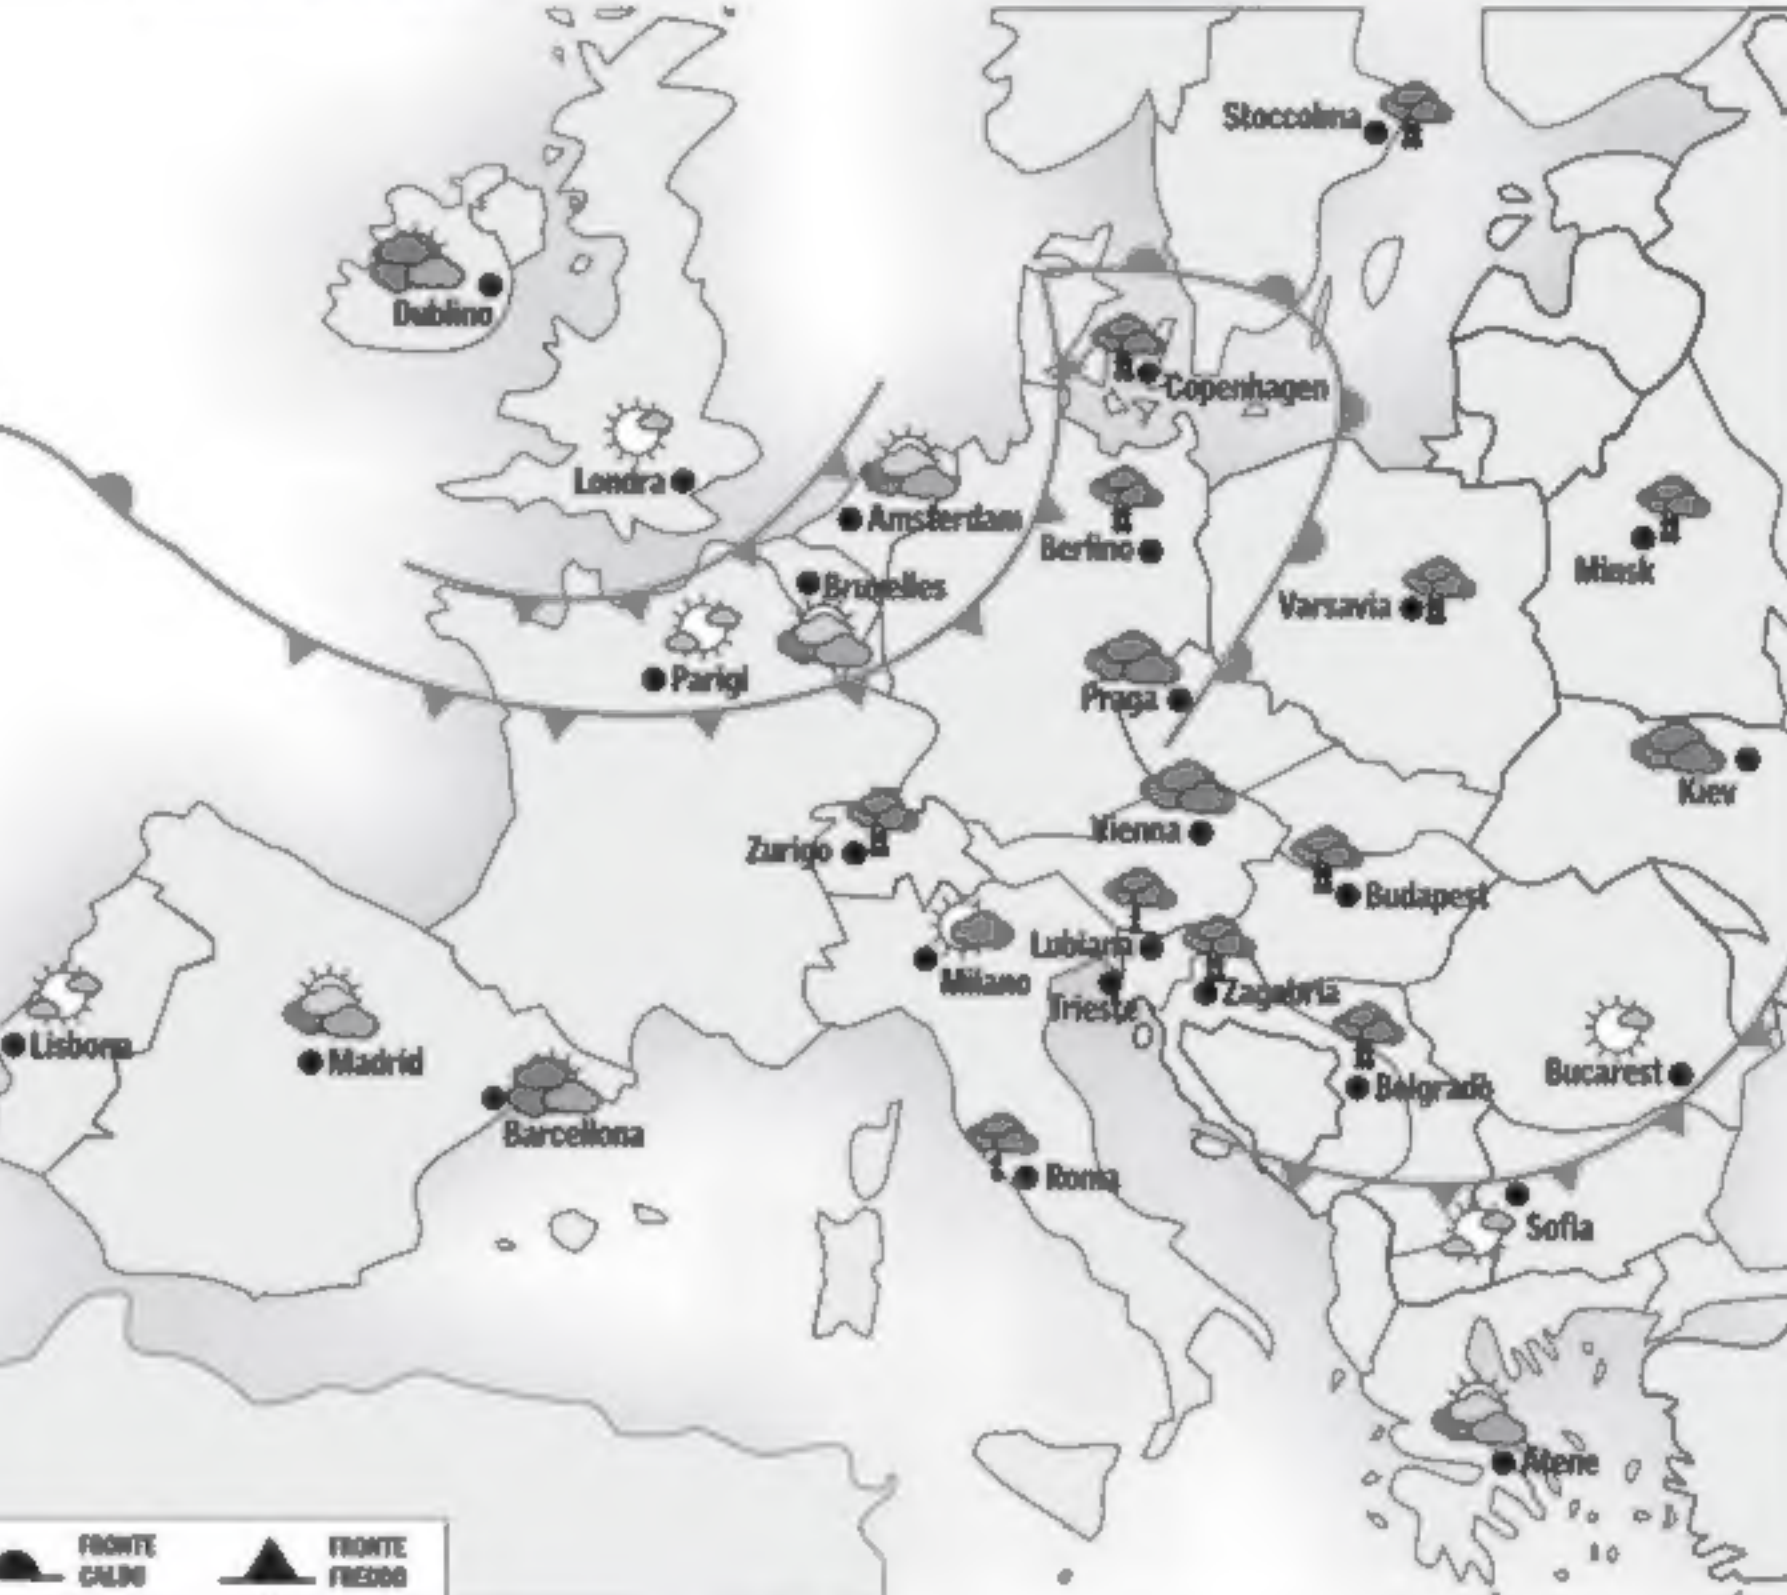 Stoccolma
Dublino
Copenhagen
Londra
Amsterdam
Berlino
Minsk
Bruxelles
Varsavia
Parigi
Praga
Kiev
Vienna
Zurigo
Budapest
Lubiana
Milano
Trieste
Zagabria
Lisbona
Madrid
Bucarest
Belgrado
Barcellona
Roma
Sofia
Atene
FRONTE
CALDO
FRONTE
FREDDO